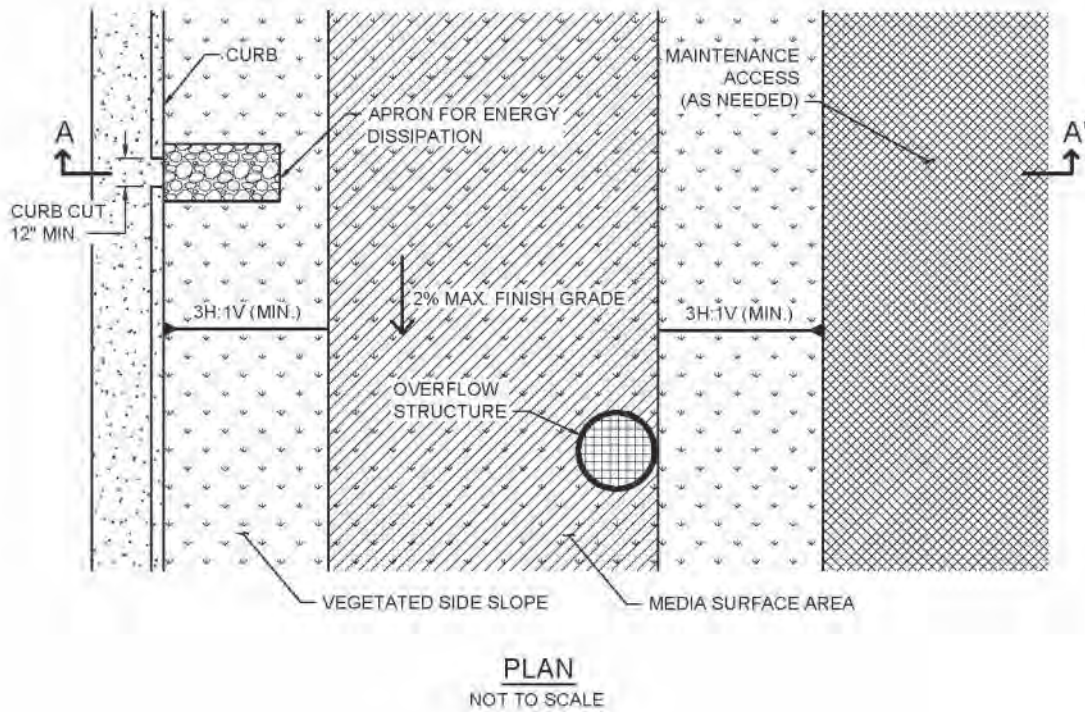 CURB
MAINTENANCE
ACCESS
(AS NEEDED)
APRON FOR ENERGY
DISSIPATION
A
A'
CURB CUT
12" MIN.
2% MAX. FINISH GRADE
3H:1V (MIN.)
3H:1V (MIN.)
OVERFLOW
STRUCTURE
VEGETATED SIDE SLOPE
MEDIA SURFACE AREA
PLAN
NOT TO SCALE